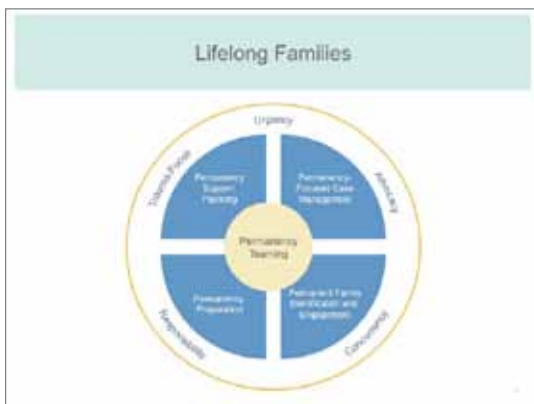 Lifelong Families
Urgency
Trauma-Focus
Advocacy
Permanency
Support
Planning
Permanency-
Focused Case
Management
Permanency
Teaming
Permanency
Preparation
Permanent Family
Identification and
Engagement
Responsibility
Concurrency